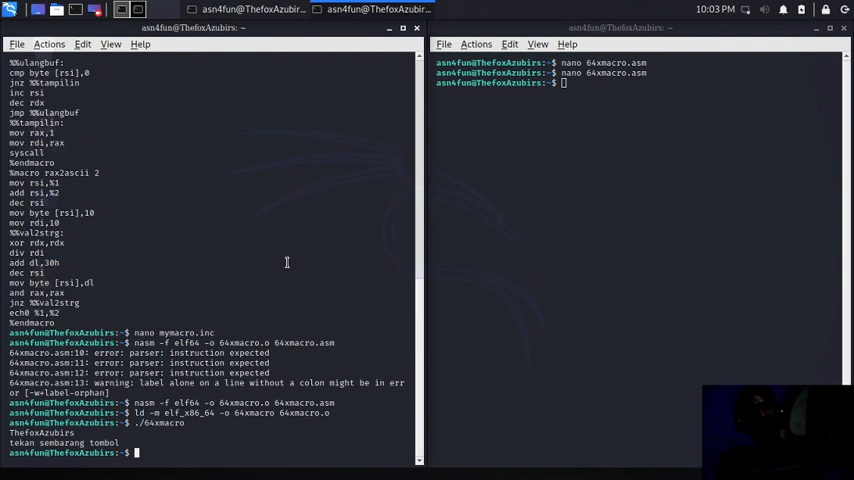 asn4fun@ThefoxAzubir...
asn4fun@ThefoxAzubir...
10:03 PM
asn4fun@ThefoxAzubirs: ~
File Actions Edit View Help
%%ulangbuf:
cmp byte [rsi],0
jnz %%tampilin
inc rsi
dec rdx
jmp %%ulangbuf
%%tampilin:
mov rax,1
mov rdi,rax
syscall
%endmacro
%macro rax2ascii 2
mov rsi,%1
add rsi,%2
dec rsi
mov byte [rsi],10
mov rdi,10
%%val2strg:
xor rdx,rdx
div rdi
add dl,30h
dec rsi
mov byte [rsi],dl
and rax,rax
jnz %%val2strg
ech0 %1,%2
%endmacro
asn4fun@ThefoxAzubirs:~$ nano mymacro.inc
asn4fun@ThefoxAzubirs:~$ nasm -f elf64 -o 64xmacro.o 64xmacro.asm
64xmacro.asm:10: error: parser: instruction expected
64xmacro.asm:11: error: parser: instruction expected
64xmacro.asm:12: error: parser: instruction expected
64xmacro.asm:13: warning: label alone on a line without a colon might be in err
or [-w+label-orphan]
asn4fun@ThefoxAzubirs:~$ nasm -f elf64 -o 64xmacro.o 64xmacro.asm
asn4fun@ThefoxAzubirs:~$ ld -m elf_x86_64 -o 64xmacro 64xmacro.o
asn4fun@ThefoxAzubirs:~$ ./64xmacro
ThefoxAzubirs
tekan sembarang tombol
asn4fun@ThefoxAzubirs:~$
asn4fun@ThefoxAzubirs: ~
File Actions Edit View Help
asn4fun@ThefoxAzubirs:~$ nano 64xmacro.asm
asn4fun@ThefoxAzubirs:~$ nano 64xmacro.asm
asn4fun@ThefoxAzubirs:~$